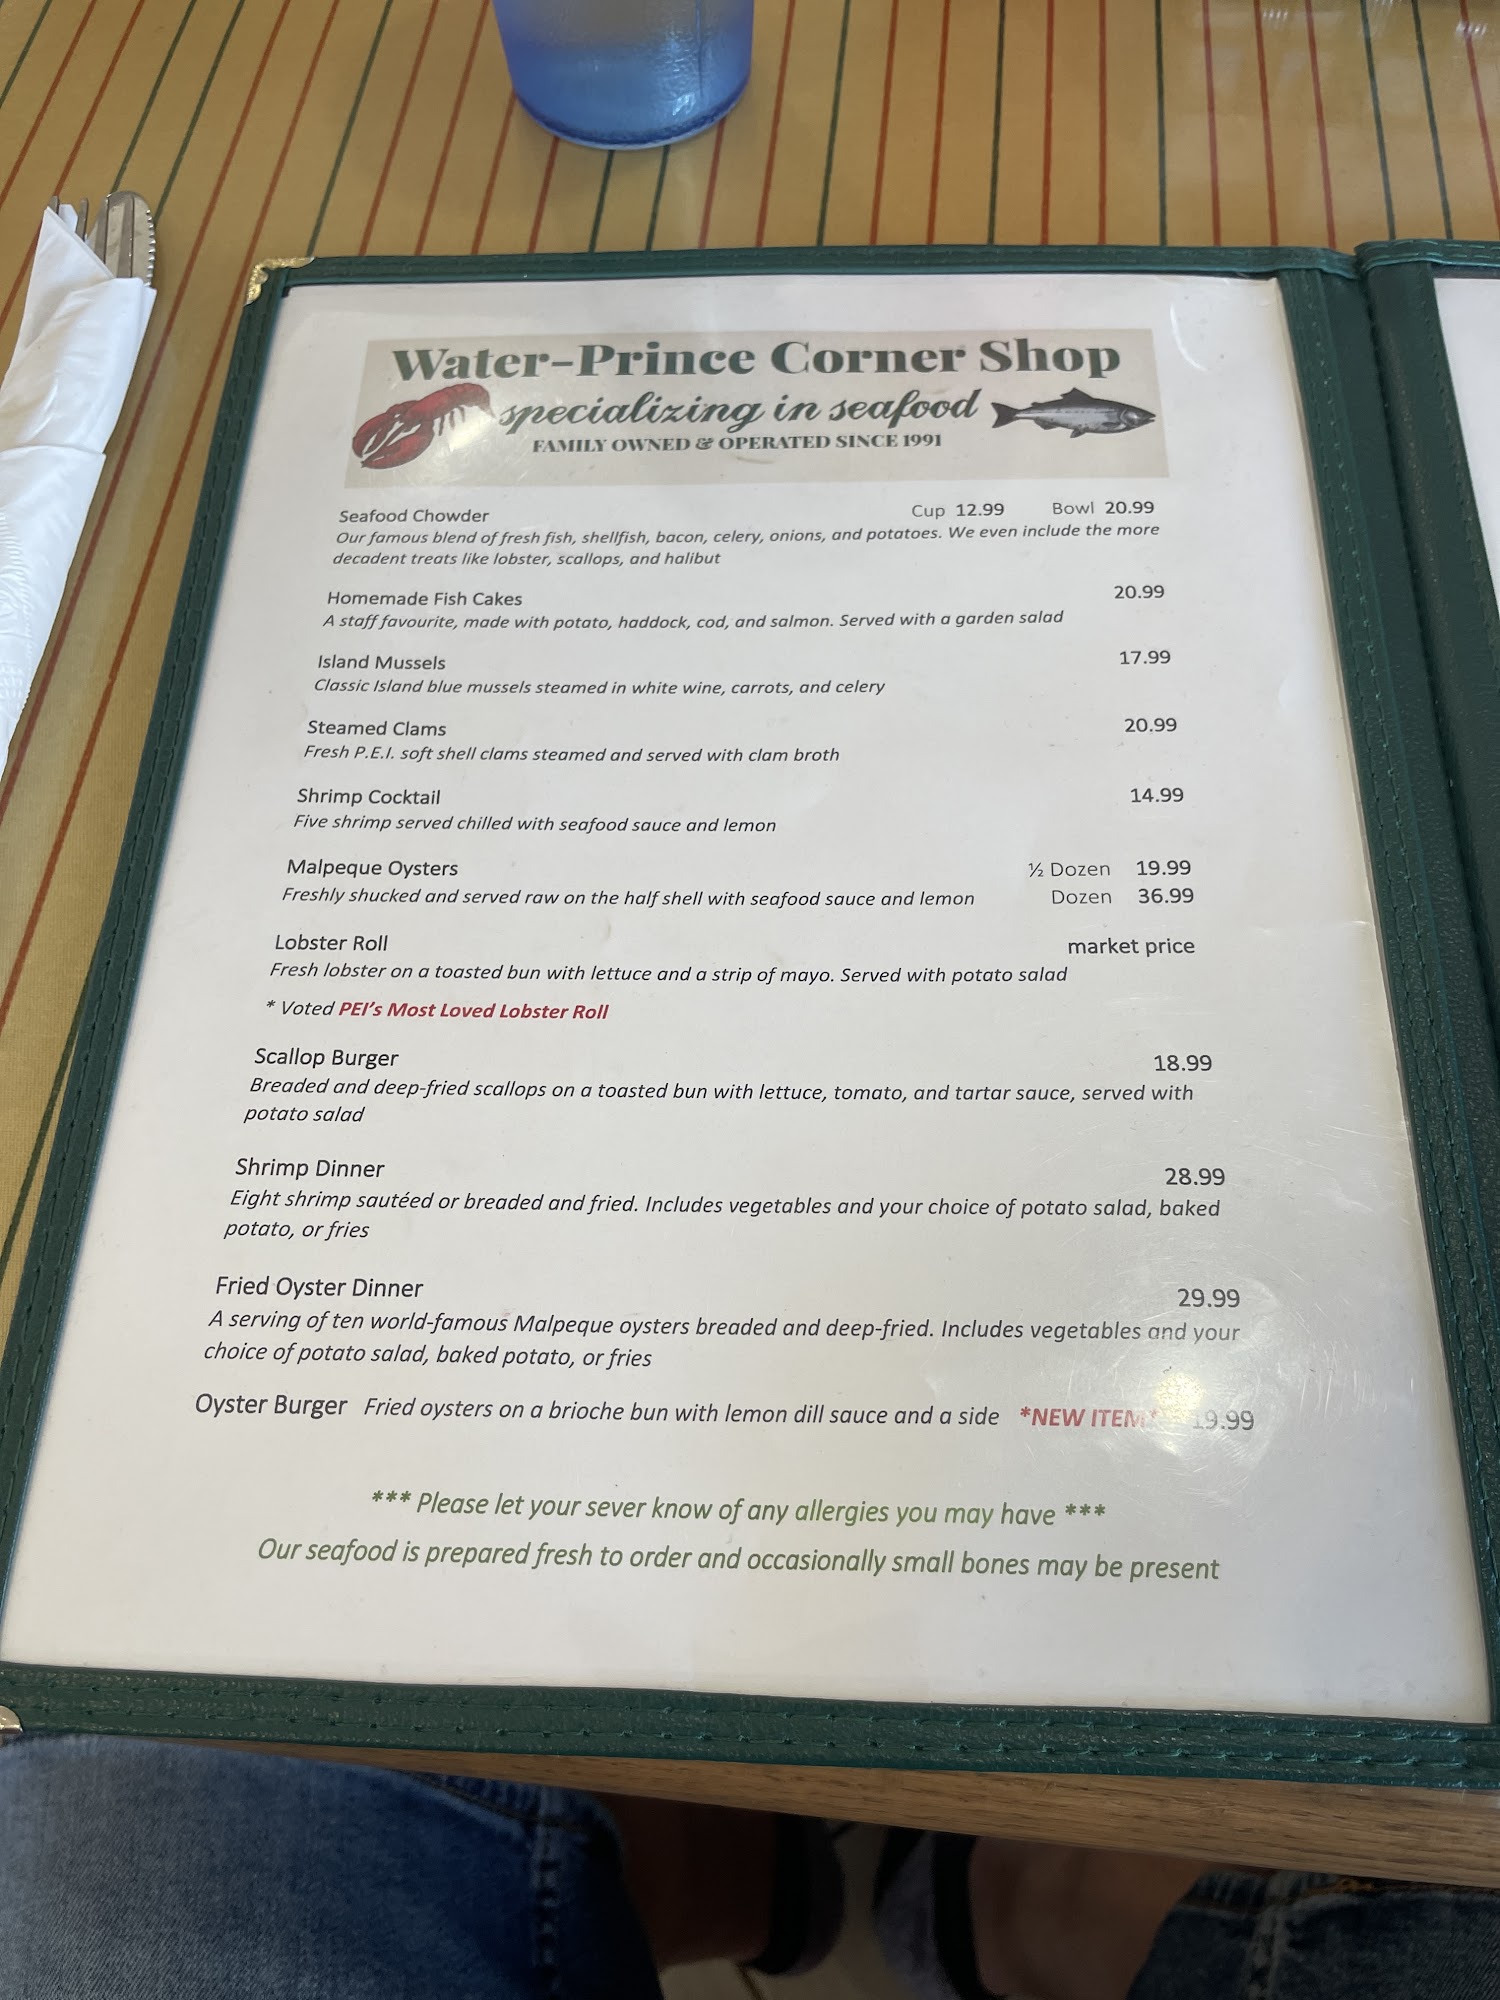 Water-Prince Corner Shop
specializing in seafood
FAMILY OWNED & OPERATED SINCE 1991
Seafood Chowder Cup 12.99 Bowl 20.99
Our famous blend of fresh fish, shellfish, bacon, celery, onions, and potatoes. We even include the more
decadent treats like lobster, scallops, and halibut
Homemade Fish Cakes 20.99
A staff favourite, made with potato, haddock, cod, and salmon. Served with a garden salad
Island Mussels 17.99
Classic Island blue mussels steamed in white wine, carrots, and celery
Steamed Clams 20.99
Fresh P.E.I. soft shell clams steamed and served with clam broth
Shrimp Cocktail 14.99
Five shrimp served chilled with seafood sauce and lemon
Malpeque Oysters ½ Dozen 19.99
Freshly shucked and served raw on the half shell with seafood sauce and lemon Dozen 36.99
Lobster Roll market price
Fresh lobster on a toasted bun with lettuce and a strip of mayo. Served with potato salad
* Voted PEI's Most Loved Lobster Roll
Scallop Burger 18.99
Breaded and deep-fried scallops on a toasted bun with lettuce, tomato, and tartar sauce, served with
potato salad
Shrimp Dinner 28.99
Eight shrimp sautéed or breaded and fried. Includes vegetables and your choice of potato salad, baked
potato, or fries
Fried Oyster Dinner 29.99
A serving of ten world-famous Malpeque oysters breaded and deep-fried. Includes vegetables and your
choice of potato salad, baked potato, or fries
Oyster Burger Fried oysters on a brioche bun with lemon dill sauce and a side *NEW ITEM* 19.99
*** Please let your sever know of any allergies you may have ***
Our seafood is prepared fresh to order and occasionally small bones may be present